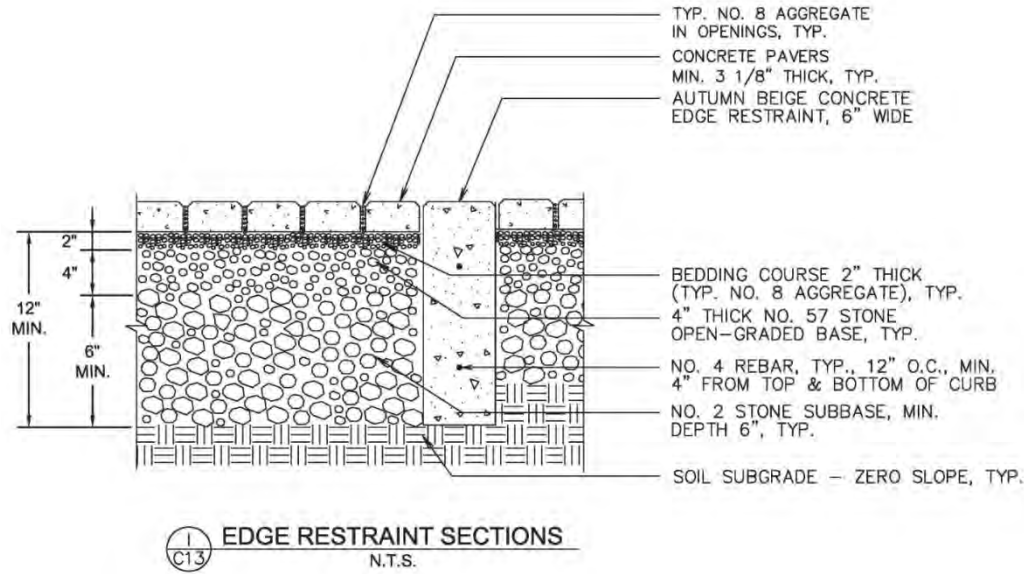 TYP. NO. 8 AGGREGATE
IN OPENINGS, TYP.
CONCRETE PAVERS
MIN. 3 1/8" THICK, TYP.
AUTUMN BEIGE CONCRETE
EDGE RESTRAINT, 6" WIDE
2"
4"
12"
MIN.
6"
MIN.
BEDDING COURSE 2" THICK
(TYP. NO. 8 AGGREGATE), TYP.
4" THICK NO. 57 STONE
OPEN-GRADED BASE, TYP.
NO. 4 REBAR, TYP., 12" O.C., MIN.
4" FROM TOP & BOTTOM OF CURB
NO. 2 STONE SUBBASE, MIN.
DEPTH 6", TYP.
SOIL SUBGRADE – ZERO SLOPE, TYP.
I
C13
EDGE RESTRAINT SECTIONS
N.T.S.